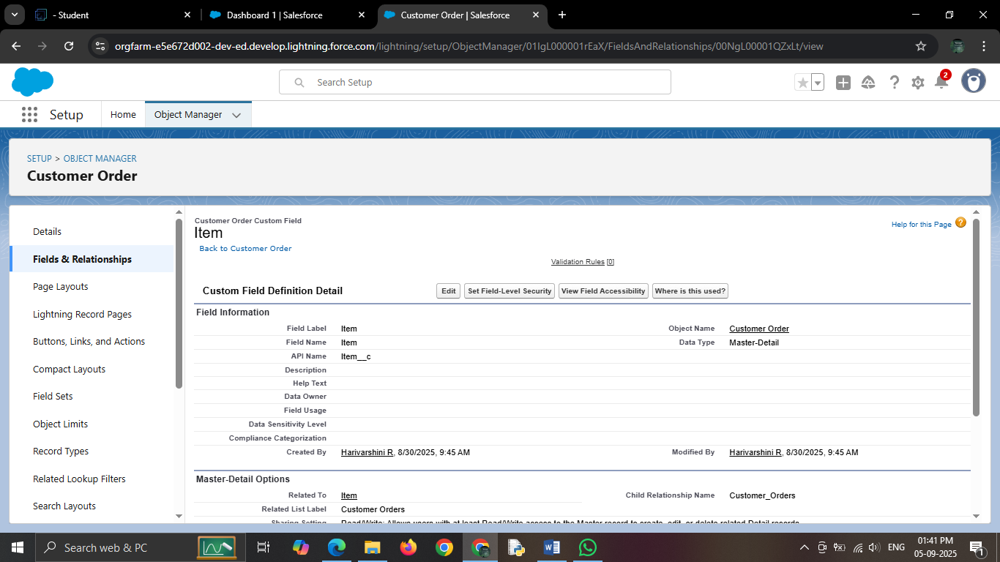 - Student
Dashboard 1 | Salesforce
Customer Order | Salesforce
orgfarm-e5e672d002-dev-ed.develop.lightning.force.com/lightning/setup/ObjectManager/01IgL000001rEaX/FieldsAndRelationships/00NgL00001QZxLt/view
Search Setup
2
Setup
Home
Object Manager
SETUP > OBJECT MANAGER
Customer Order
Details
Fields & Relationships
Page Layouts
Lightning Record Pages
Buttons, Links, and Actions
Compact Layouts
Field Sets
Object Limits
Record Types
Related Lookup Filters
Search Layouts
Customer Order Custom Field
Item
Back to Customer Order
Help for this Page ?
Validation Rules [0]
Custom Field Definition Detail
Edit
Set Field-Level Security
View Field Accessibility
Where is this used?
Field Information
Field Label Item
Object Name Customer Order
Field Name Item
Data Type Master-Detail
API Name Item__c
Description
Help Text
Data Owner
Field Usage
Data Sensitivity Level
Compliance Categorization
Created By Harivarshini R, 8/30/2025, 9:45 AM
Modified By Harivarshini R, 8/30/2025, 9:45 AM
Master-Detail Options
Related To Item
Child Relationship Name Customer_Orders
Related List Label Customer Orders
Sharing Setting Read/Write: Allows users with at least Read/Write access to the Master record to create, edit, or delete related Detail records.
Search web & PC
ENG
01:41 PM
05-09-2025
1